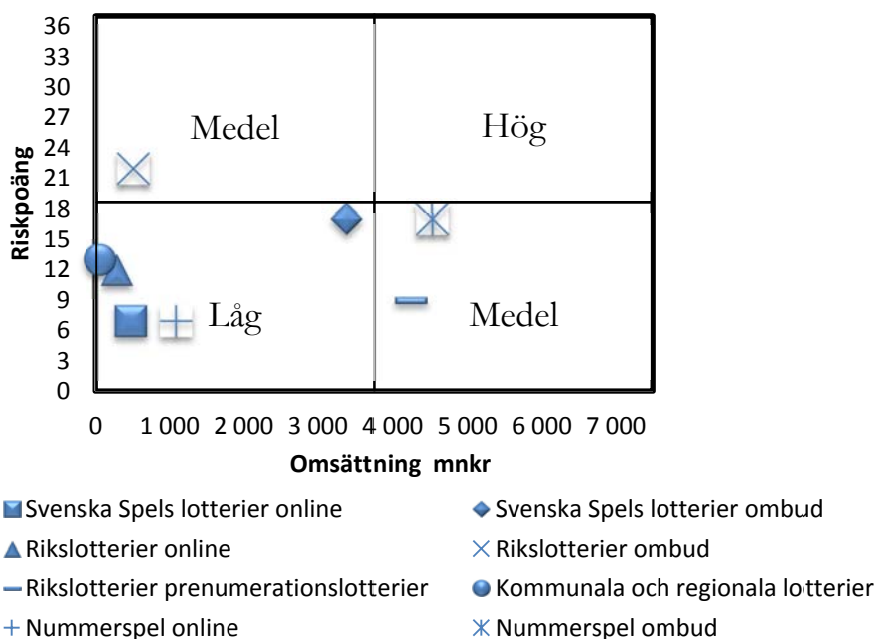 36
33
30
27
24
21
18
15
12
9
6
3
0
Riskpoäng
Medel
Hög
Låg
Medel
0 1 000 2 000 3 000 4 000 5 000 6 000 7 000
Omsättning mnkr
Svenska Spels lotterier online
Svenska Spels lotterier ombud
Rikslotterier online
Rikslotterier ombud
Rikslotterier prenumerationslotterier
Kommunala och regionala lotterier
Nummerspel online
Nummerspel ombud